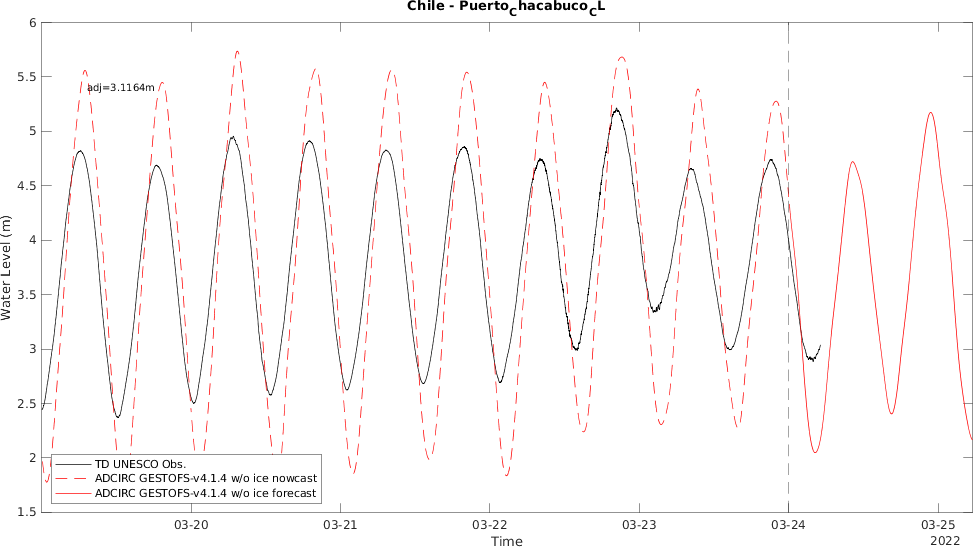 Chile - Puerto_Chacabuco_CL
6
5.5
adj=3.1164m
5
4.5
4
3.5
3
2.5
2
1.5
Water Level (m)
TD UNESCO Obs.
ADCIRC GESTOFS-v4.1.4 w/o ice nowcast
ADCIRC GESTOFS-v4.1.4 w/o ice forecast
03-20
03-21
03-22
03-23
03-24
03-25
Time
2022